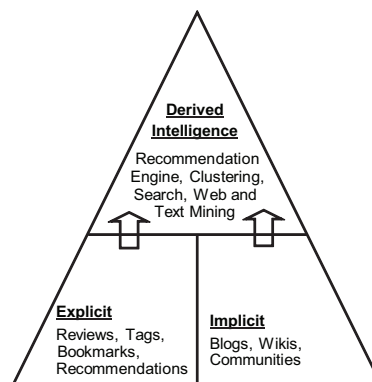 Derived
Intelligence
Recommendation
Engine, Clustering,
Search, Web and
Text Mining
Explicit
Reviews, Tags,
Bookmarks,
Recommendations
Implicit
Blogs, Wikis,
Communities